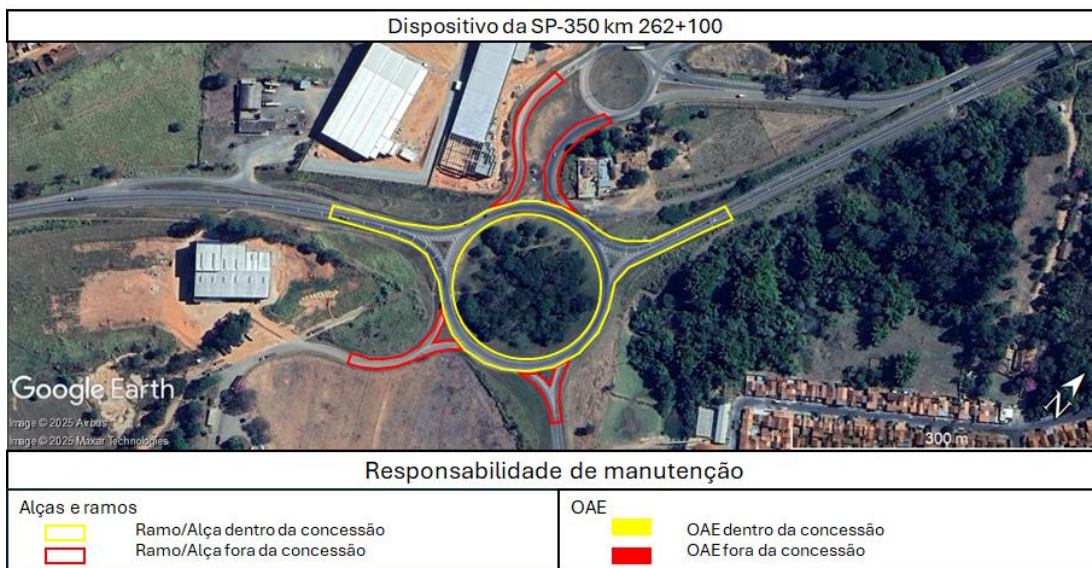 Dispositivo da SP-350 km 262+100
Google Earth
Image © 2025 Airbus
Image © 2025 Maxar Technologies
N
300 m
Responsabilidade de manutenção
Alças e ramos
Ramo/Alça dentro da concessão
Ramo/Alça fora da concessão
OAE
OAE dentro da concessão
OAE fora da concessão